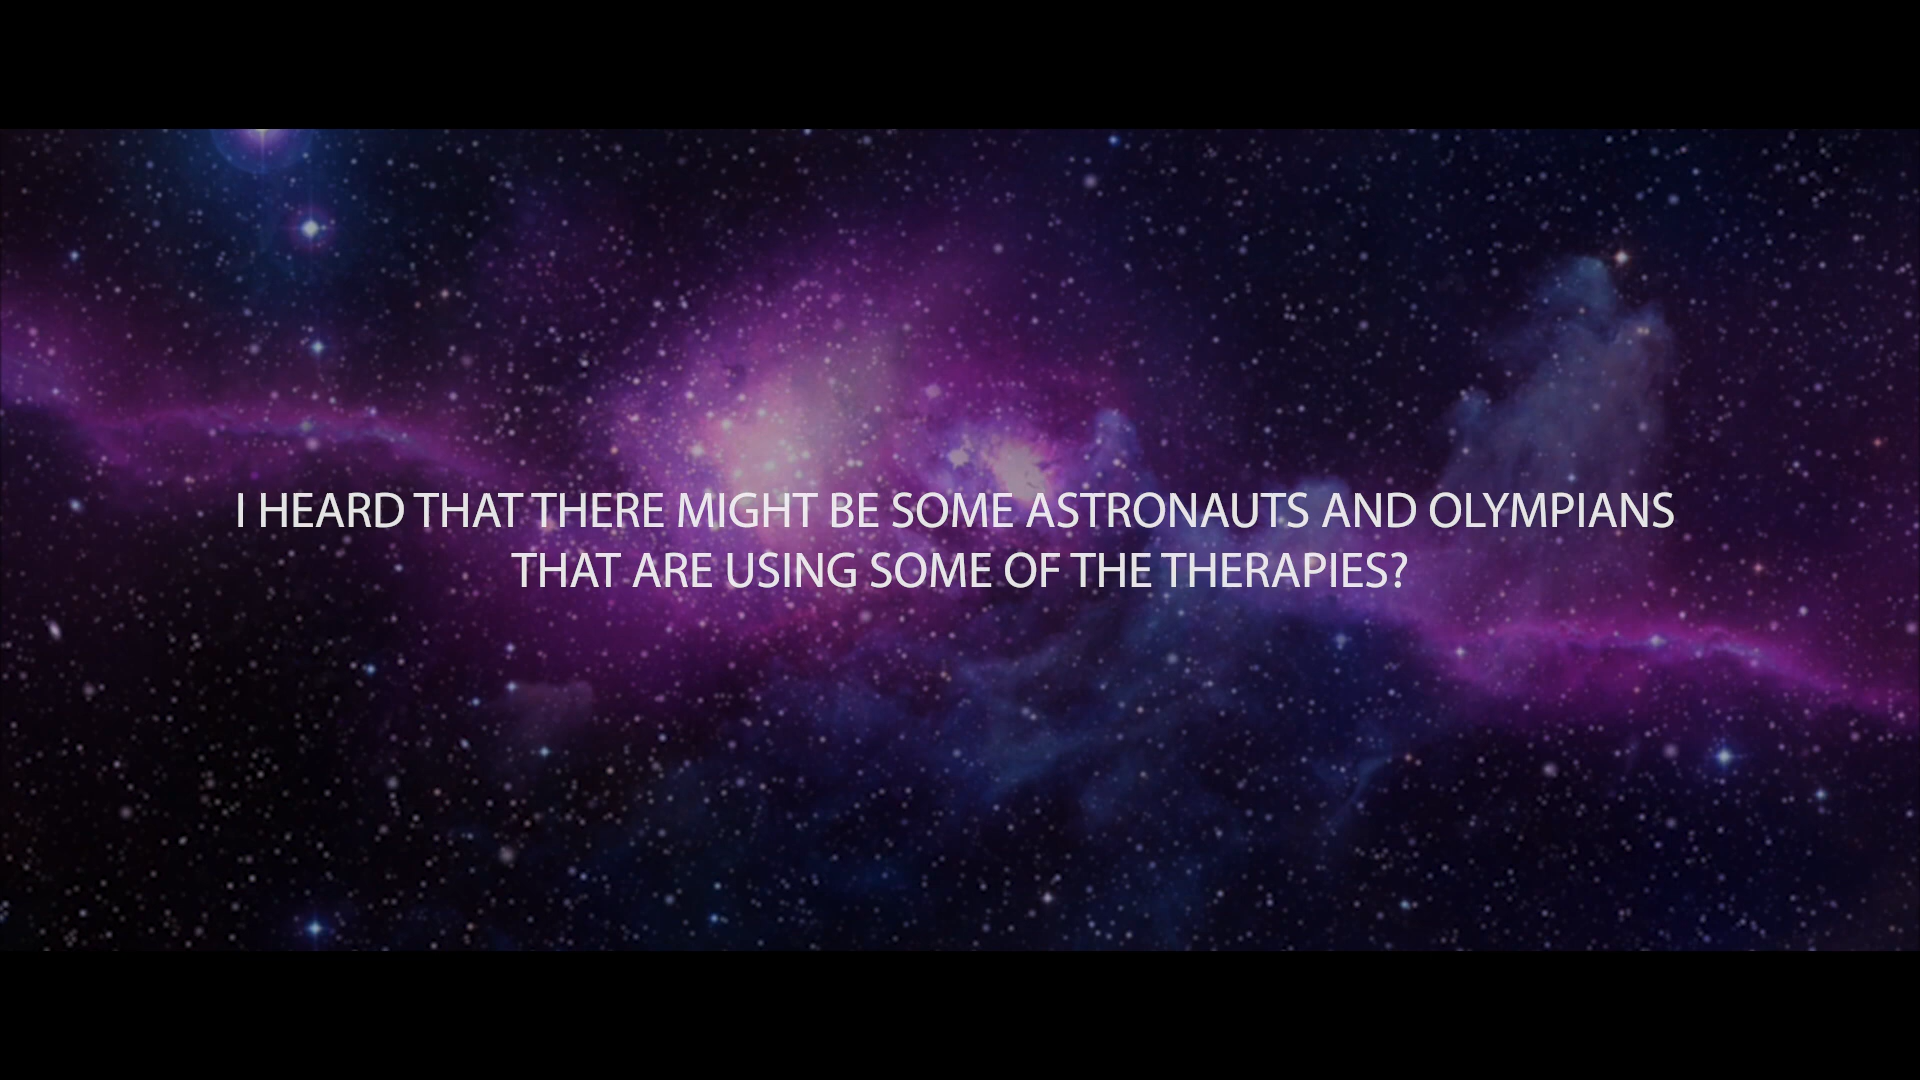 I HEARD THAT THERE MIGHT BE SOME ASTRONAUTS AND OLYMPIANS
THAT ARE USING SOME OF THE THERAPIES?